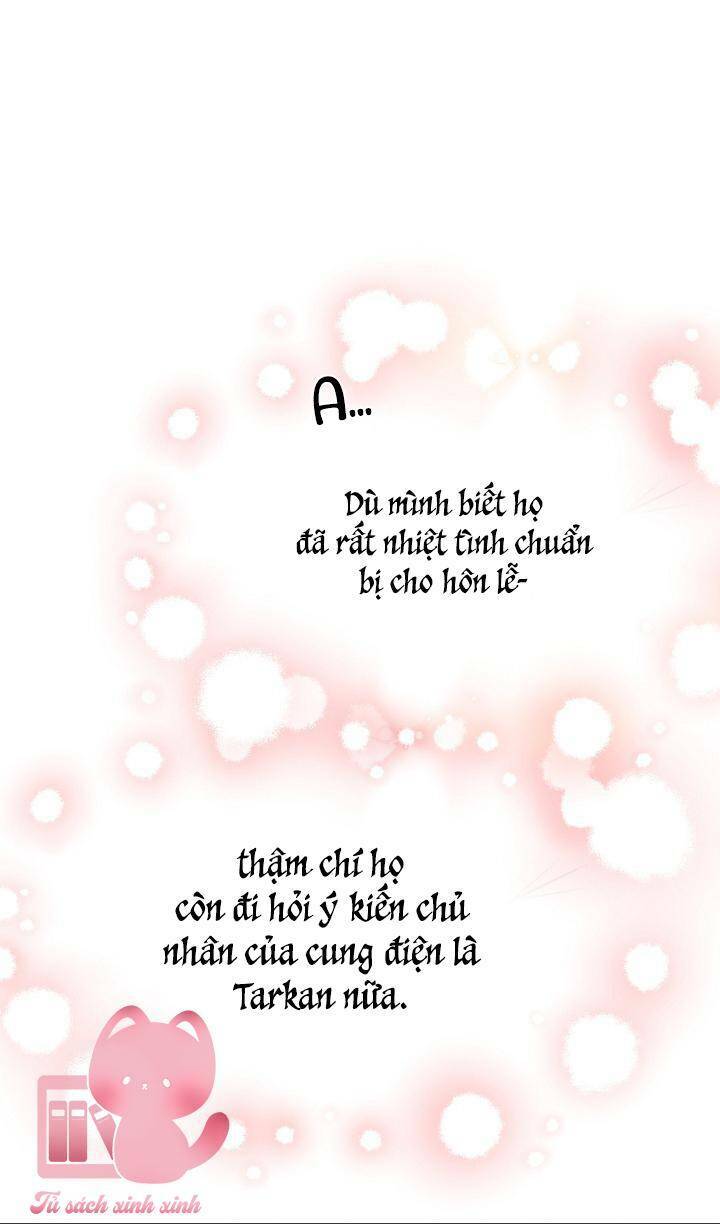 A...
Dù mình biết họ
đã rất nhiệt tình chuẩn
bị cho hôn lễ-
thậm chí họ
còn đi hỏi ý kiến chủ
nhân của cung điện là
Tarkan nữa.
Tủ sách xinh xinh